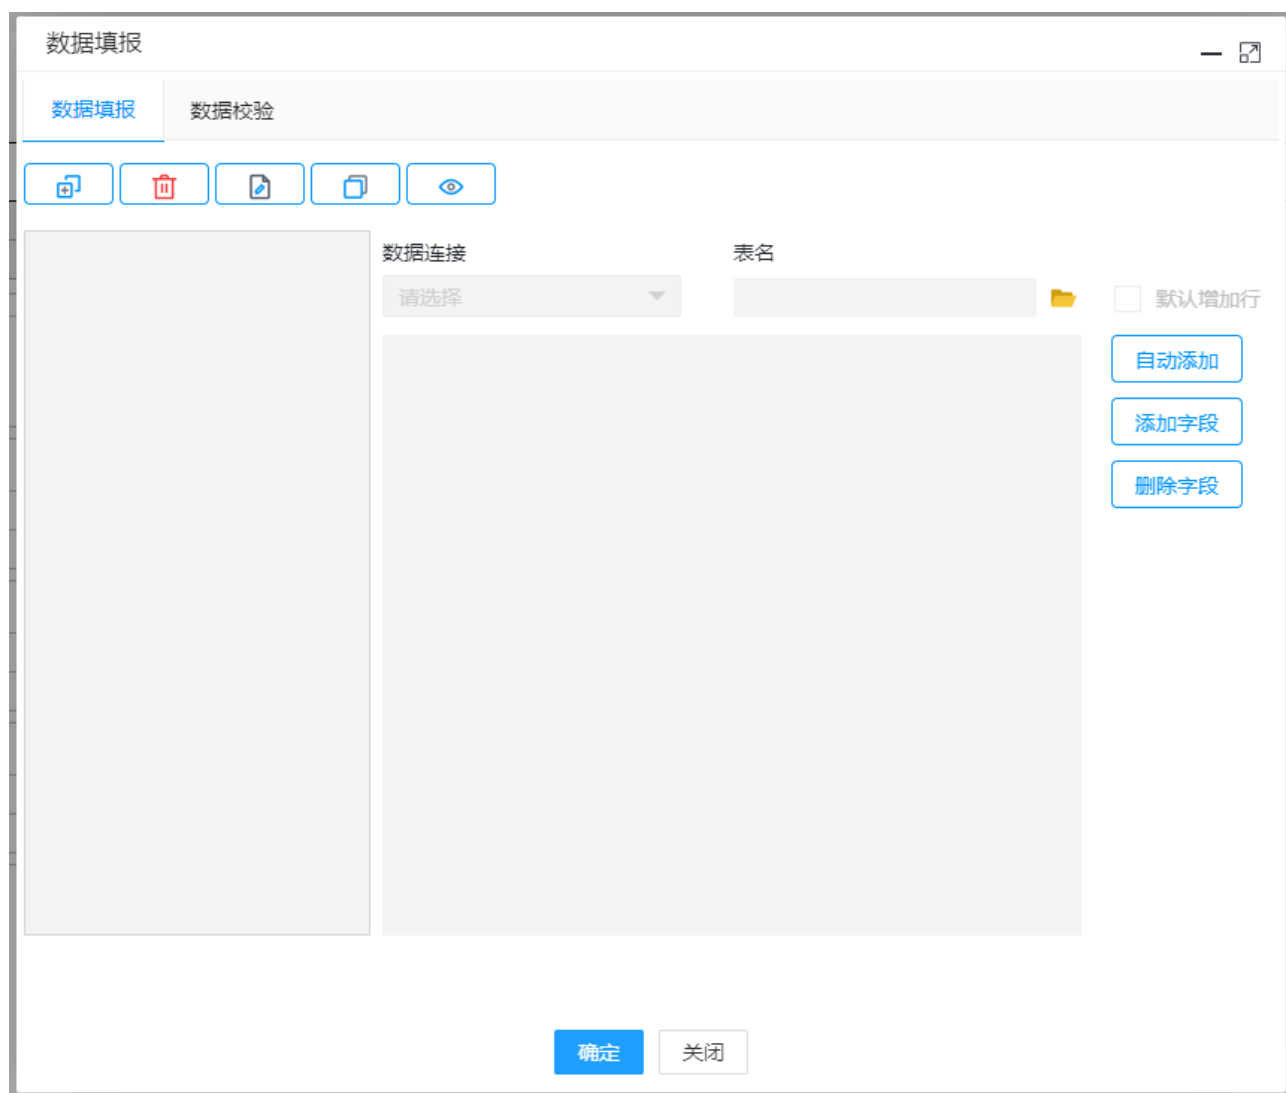 数据填报
数据填报 数据校验
数据连接 表名
请选择 默认增加行
自动添加
添加字段
删除字段
确定 关闭